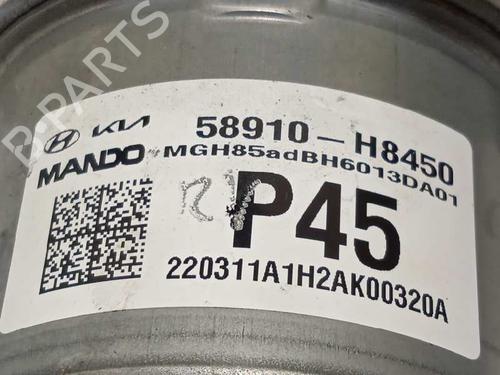 KIA 58910-H8450
MANDO MGH85adBH6013DA01
P45
220311A1H2AK00320A
B-PARTS